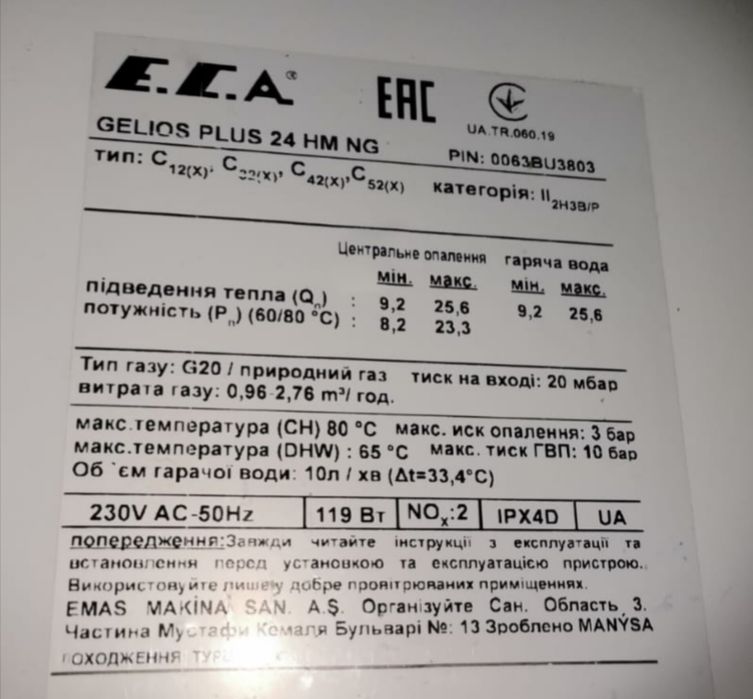 E.C.A ® EAC
UA.TR.060.19
GELIOS PLUS 24 HM NG PIN: 0063BU3803
тип: C12(X), C32(X), C42(X), C52(X) категорія: II2H3B/P
Центральне опалення гаряча вода
мін. макс. мін. макс.
підведення тепла (Qn) : 9,2 25,6 9,2 25,6
потужність (Pn) (60/80 °C) : 8,2 23,3
Тип газу: G20 / природний газ тиск на вході: 20 мбар
витрата газу: 0,96-2,76 m³/ год.
макс.температура (CH) 80 °C макс. иск опалення: 3 бар
макс.температура (DHW) : 65 °C макс. тиск ГВП: 10 бар
Об `єм гарачої води: 10л / хв (Δt=33,4°C)
230V AC-50Hz 119 Вт NOx:2 IPX4D UA
попередження:Завжди читайте інструкції з експлуатації та
встановлення перед установкою та експлуатацією пристрою.
Використовуйте лишеу добре провітрюваних приміщеннях.
EMAS MAKİNA SAN. A.Ş. Організуйте Сан. Область 3.
Частина Мустафи Кемаля Бульварі №: 13 Зроблено MANÝSA
ПОХОДЖЕННЯ